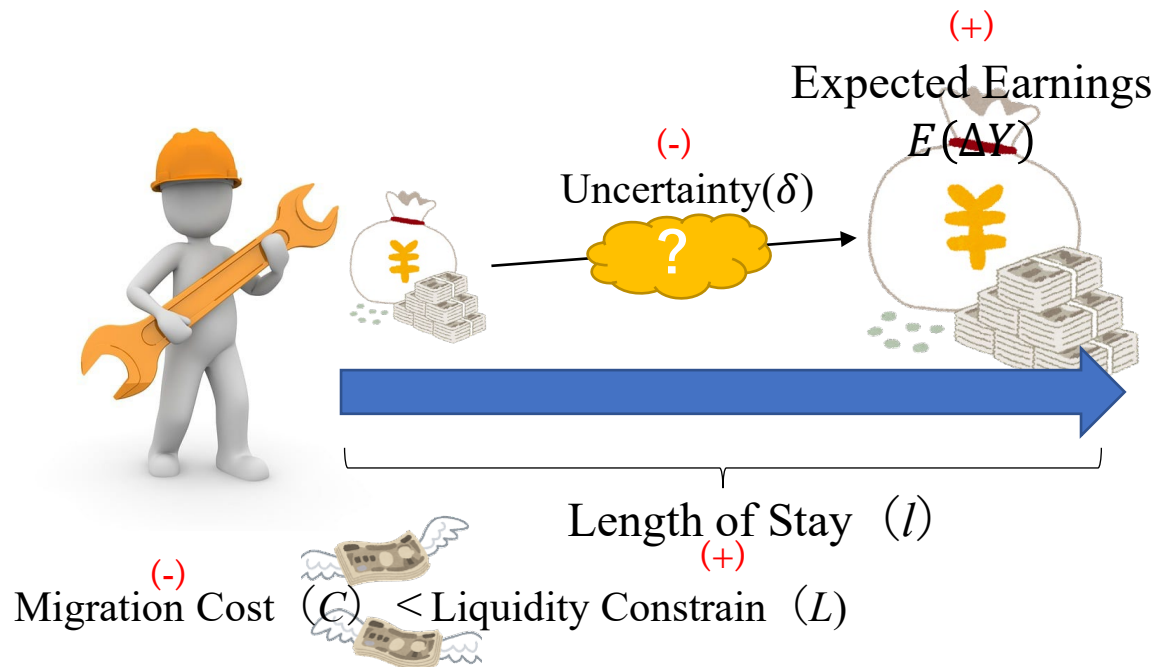 (+)
Expected Earnings
E(ΔY)
(-)
Uncertainty(δ)
?
¥
¥
Length of Stay（l）
(-)
(+)
Migration Cost（C） < Liquidity Constrain（L)